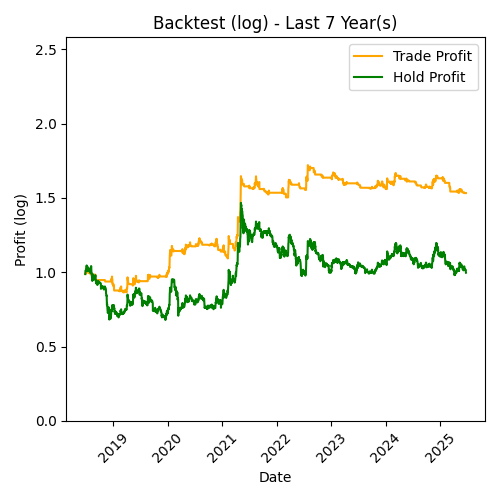 Backtest (log) - Last 7 Year(s)
Trade Profit
Hold Profit
2.5
2.0
1.5
1.0
0.5
0.0
Profit (log)
2019
2020
2021
2022
2023
2024
2025
Date